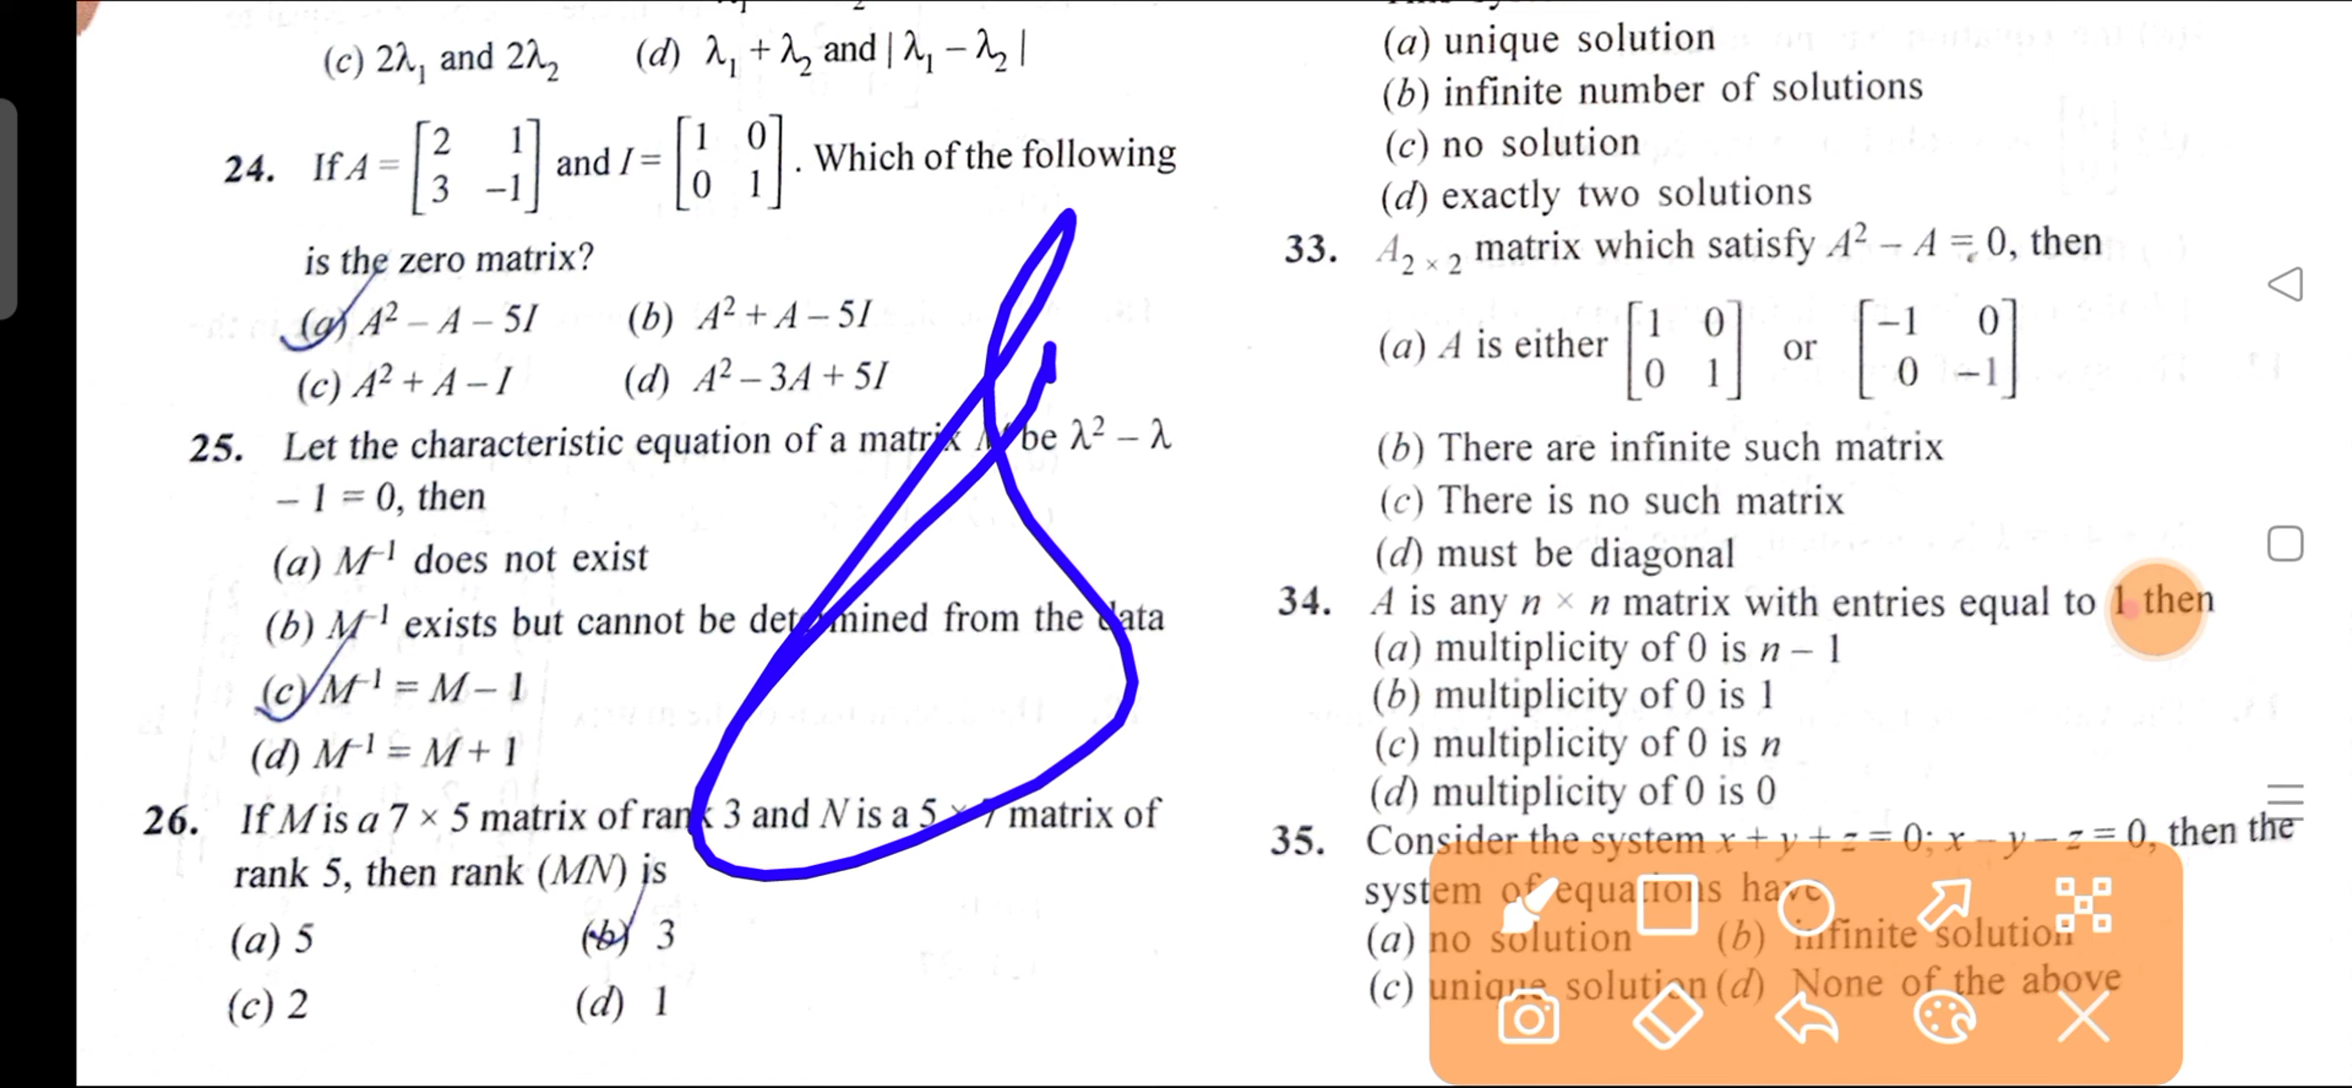 (c) 2λ₁ and 2λ₂ (d) λ₁ + λ₂ and | λ₁ – λ₂ |
24. If A = [2 1; 3 –1] and I = [1 0; 0 1]. Which of the following
is the zero matrix?
(a) A² – A – 5I (b) A² + A – 5I
(c) A² + A – I (d) A² – 3A + 5I
25. Let the characteristic equation of a matrix M be λ² – λ
– 1 = 0, then
(a) M⁻¹ does not exist
(b) M⁻¹ exists but cannot be determined from the data
(c) M⁻¹ = M – 1
(d) M⁻¹ = M + 1
26. If M is a 7 × 5 matrix of rank 3 and N is a 5 × 7 matrix of
rank 5, then rank (MN) is
(a) 5 (b) 3
(c) 2 (d) 1
(a) unique solution
(b) infinite number of solutions
(c) no solution
(d) exactly two solutions
33. A₂ × ₂ matrix which satisfy A² – A = 0, then
(a) A is either [1 0; 0 1] or [–1 0; 0 –1]
(b) There are infinite such matrix
(c) There is no such matrix
(d) must be diagonal
34. A is any n × n matrix with entries equal to 1 then
(a) multiplicity of 0 is n – 1
(b) multiplicity of 0 is 1
(c) multiplicity of 0 is n
(d) multiplicity of 0 is 0
35. Consider the system x + y + z = 0; x – y – z = 0, then the
system of equations have
(a) no solution (b) infinite solution
(c) unique solution (d) None of the above